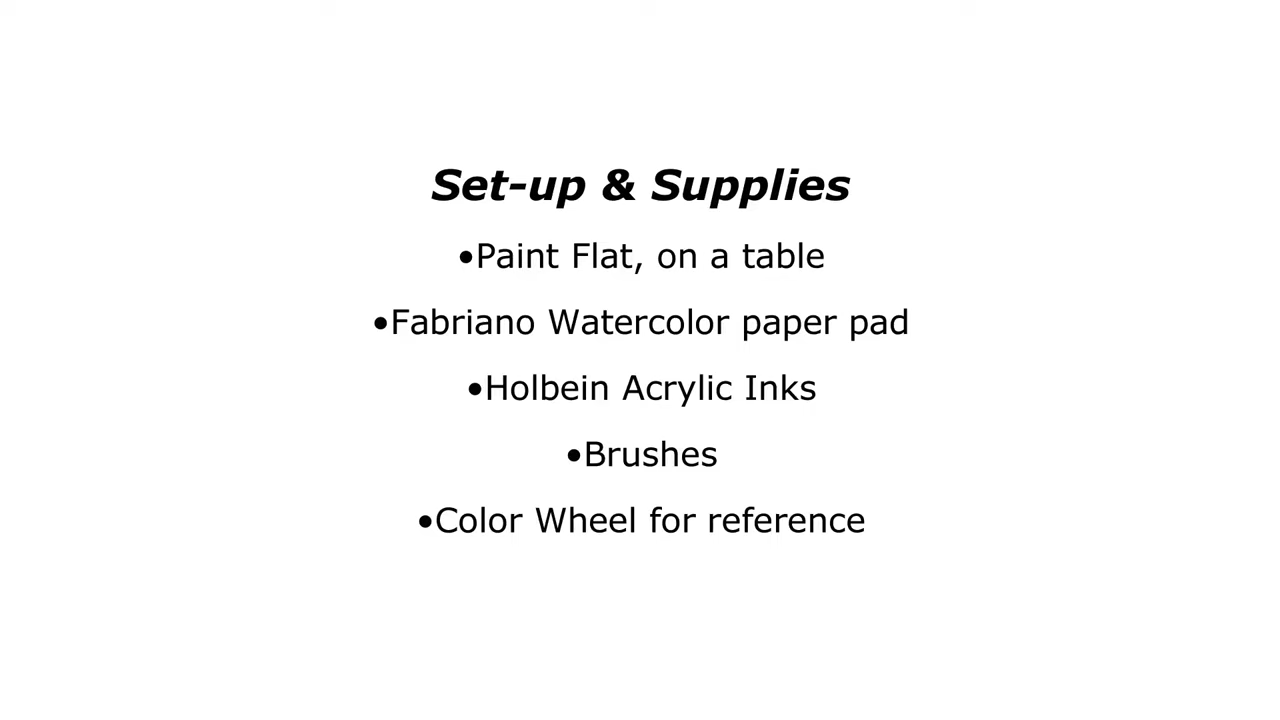 Set-up & Supplies
•Paint Flat, on a table
•Fabriano Watercolor paper pad
•Holbein Acrylic Inks
•Brushes
•Color Wheel for reference